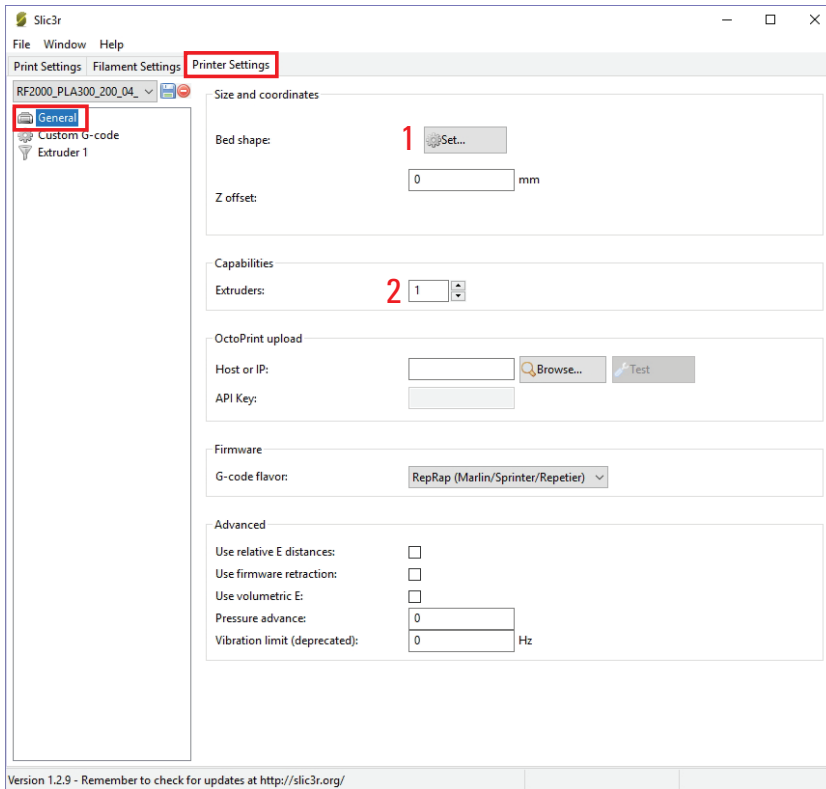 Slic3r
File Window Help
Print Settings Filament Settings Printer Settings
RF2000_PLA300_200_04_
General
Custom G-code
Extruder 1
Size and coordinates
Bed shape: 1 Set...
0 mm
Z offset:
Capabilities
Extruders: 2 1
OctoPrint upload
Host or IP: Browse... Test
API Key:
Firmware
G-code flavor: RepRap (Marlin/Sprinter/Repetier)
Advanced
Use relative E distances:
Use firmware retraction:
Use volumetric E:
Pressure advance: 0
Vibration limit (deprecated): 0 Hz
Version 1.2.9 - Remember to check for updates at http://slic3r.org/